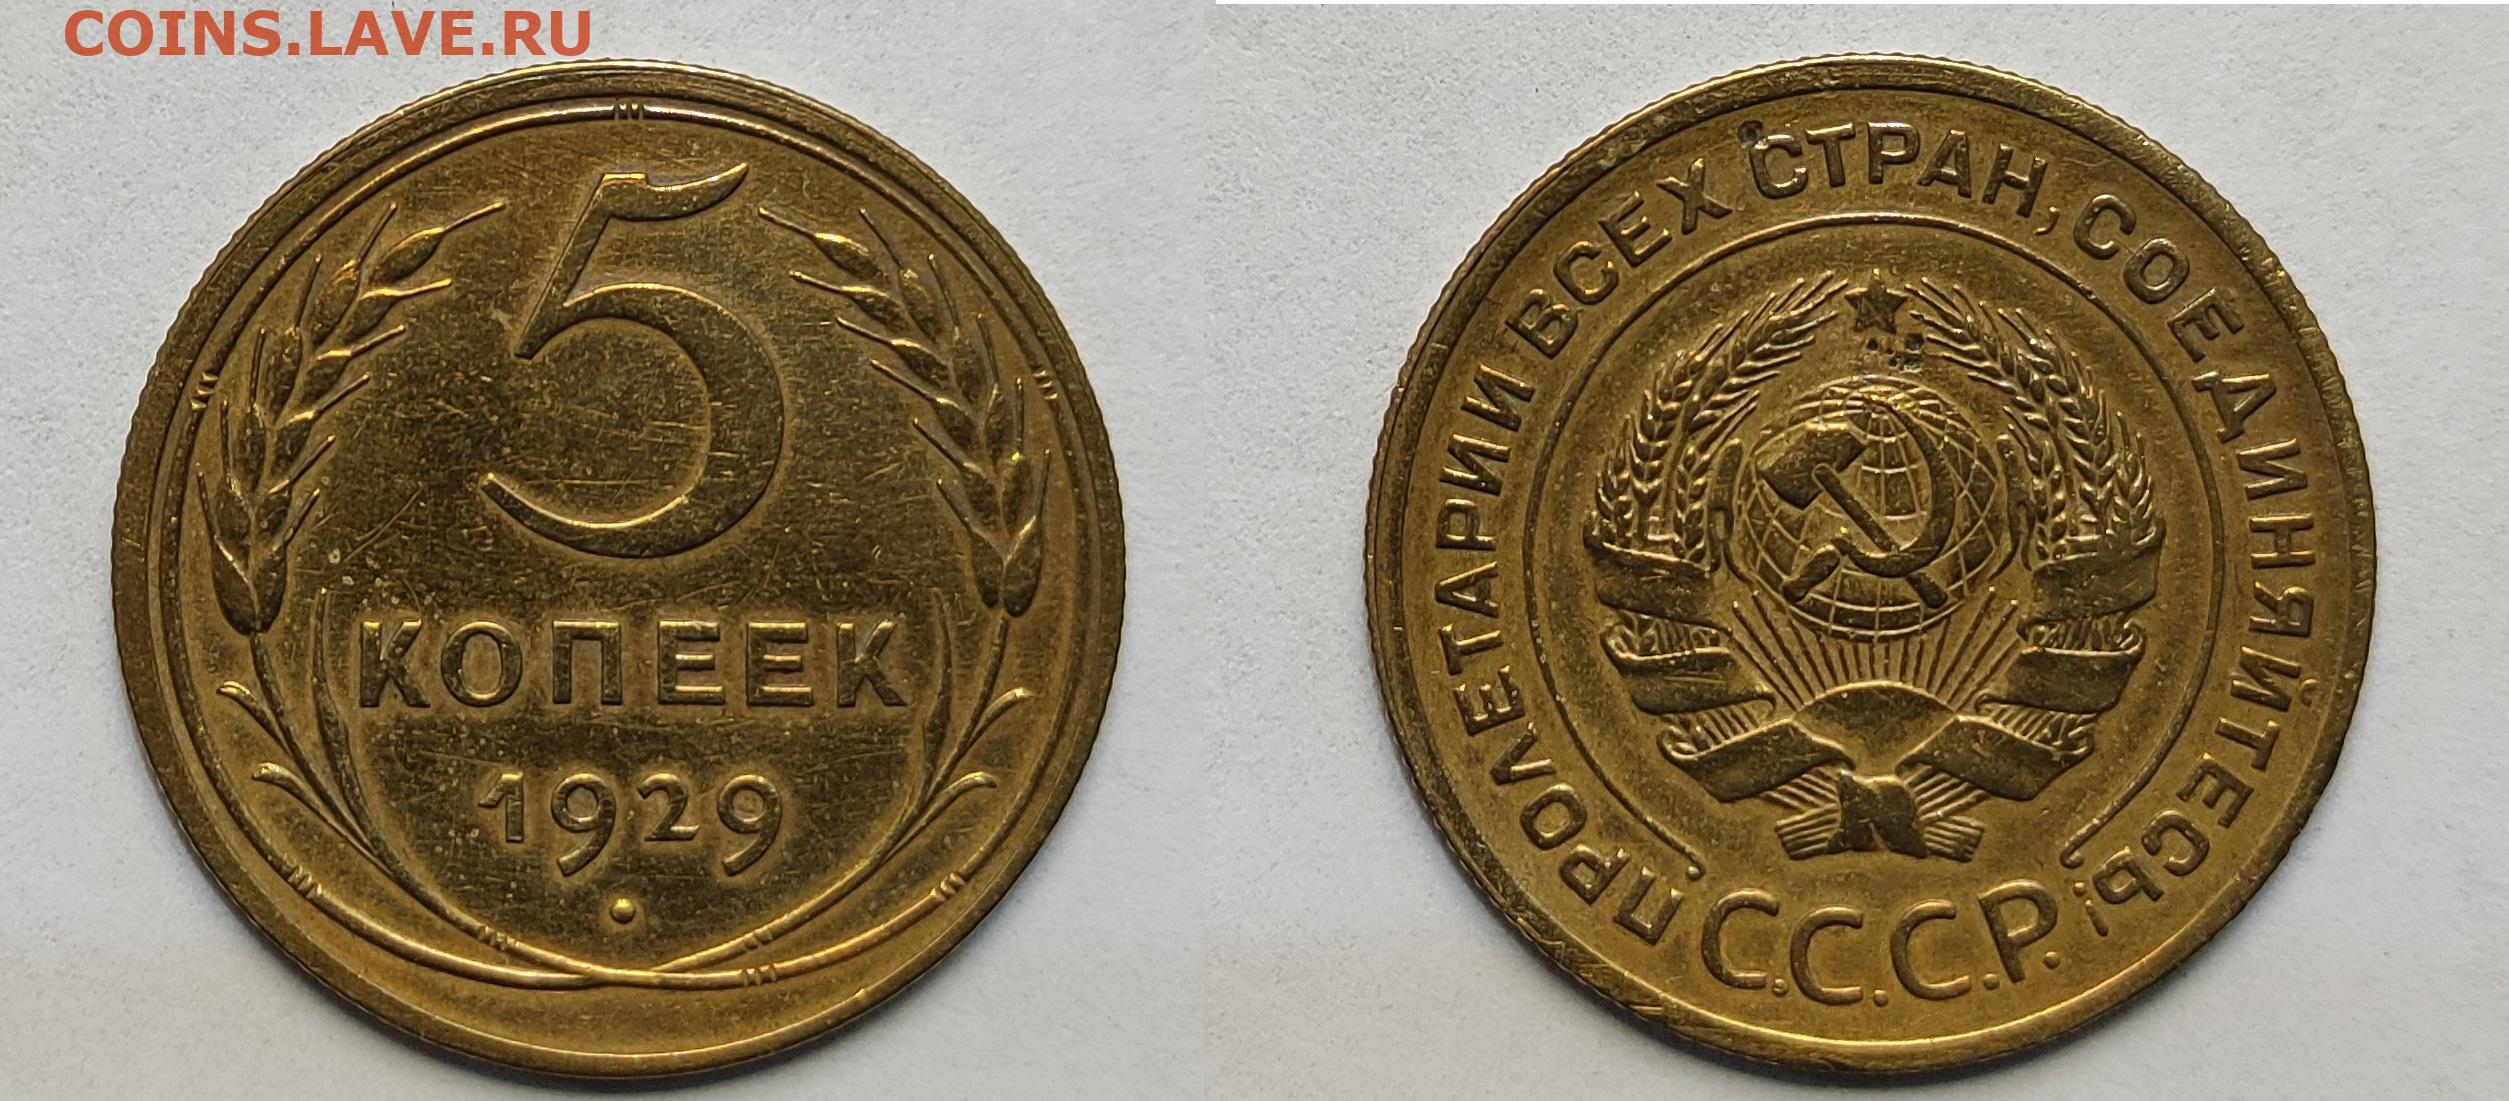 COINS.LAVE.RU
5
КОПЕЕК
1929
ПРОЛЕТАРИИ ВСЕХ СТРАН, СОЕДИНЯЙТЕСЬ!
С.С.С.Р.